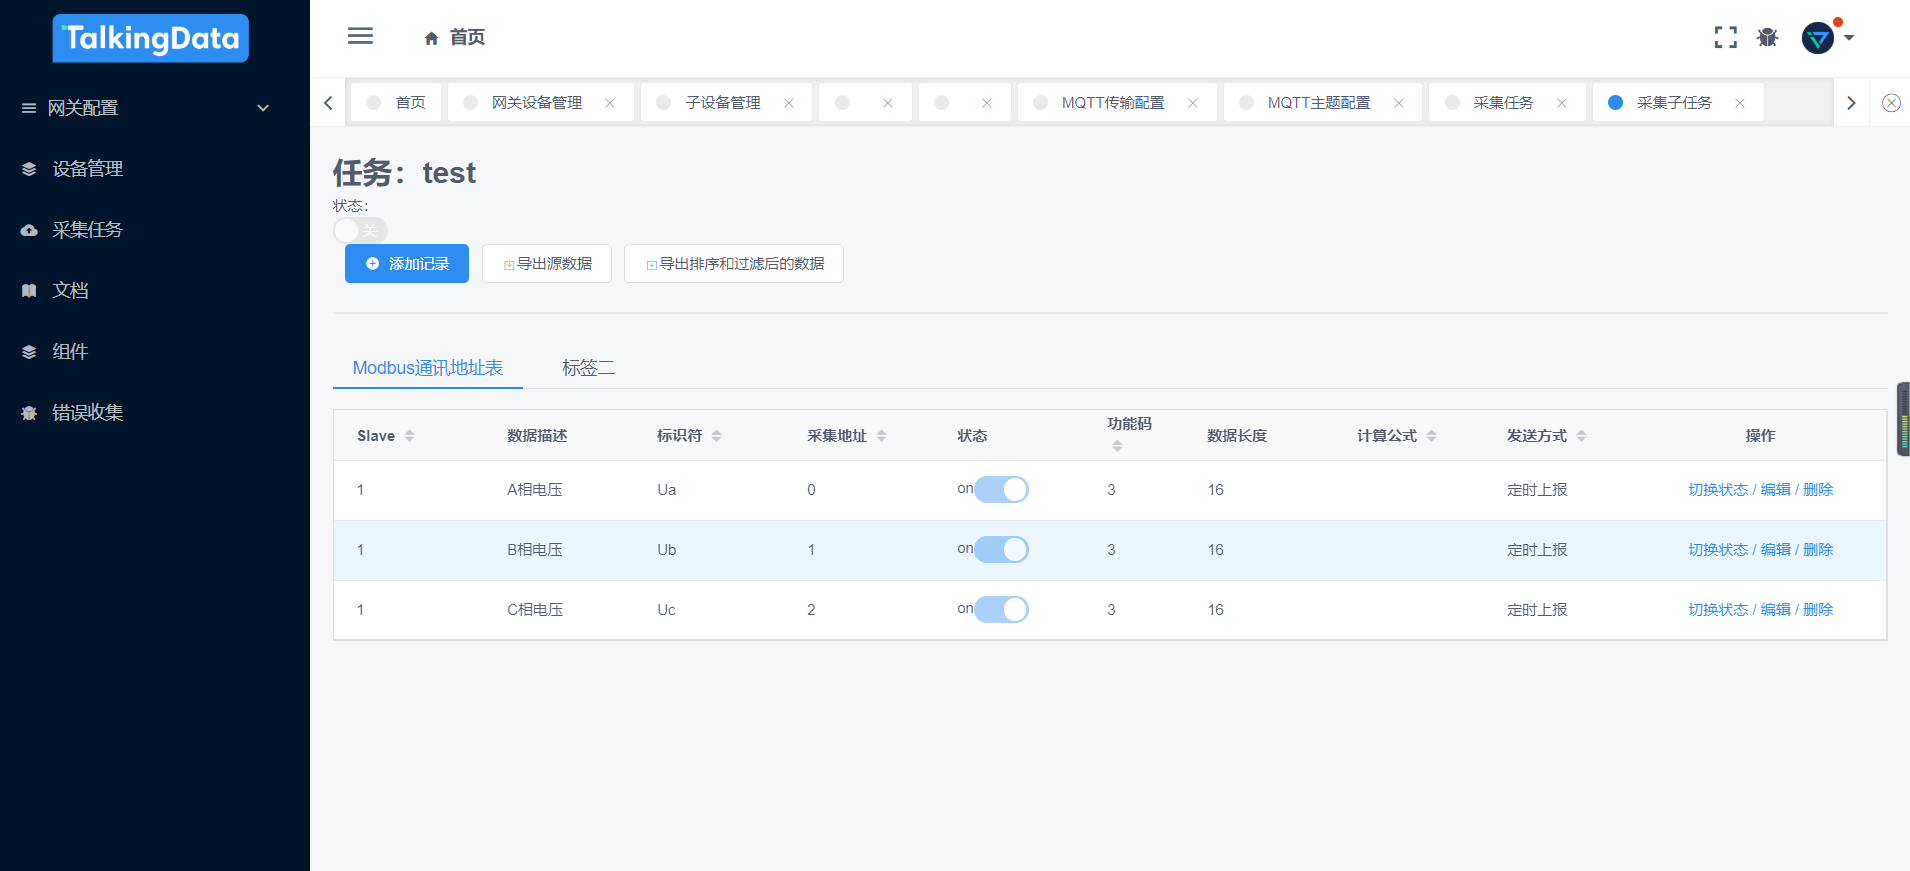 TalkingData
网关配置
设备管理
采集任务
文档
组件
错误收集
首页
首页 网关设备管理 子设备管理 MQTT传输配置 MQTT主题配置 采集任务 采集子任务
任务：test
状态：
关
添加记录 导出源数据 导出排序和过滤后的数据
Modbus通讯地址表 标签二
Slave 数据描述 标识符 采集地址 状态 功能码 数据长度 计算公式 发送方式 操作
1 A相电压 Ua 0 on 3 16 定时上报 切换状态 / 编辑 / 删除
1 B相电压 Ub 1 on 3 16 定时上报 切换状态 / 编辑 / 删除
1 C相电压 Uc 2 on 3 16 定时上报 切换状态 / 编辑 / 删除